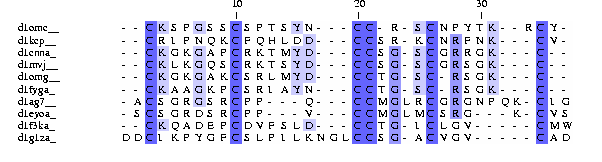 10 20 30
d1omc__ - - C K S P G S S C S P T S Y N - - - C C - R - S C N P Y T K - - R C Y -
d1kcp__ - - C R I P N Q K C F Q H L D D - - - C C S R - K C N R F N K - - - C V -
d1cnna_ - - C K G K G A P C R K T M Y D - - - C C S G - S C G R R G K - - - C
d1mvj__ - - C K L K G Q S C R K T S Y D - - - C C S G - S C G R S G K - - - C
d1omg__ - - C K G K G A K C S R L M Y D - - - C C T G - S C R S G K - - - C
d1fyga_ - - C K A A G K P C S R I A Y N - - - C C T G - S C R S G K - - - C
d1ag7__ - A C S G R G S R C P P - - Q - - - C C M G L R C G R G N P Q K - C I G
d1eyoa_ - S C S G R D S R C P P - - V - - - C C M G L M C S R G - - K - C V S
d1f3ka_ - - C K Q A D E P C D V F S L D - - - C C T G - I C L G V - - - - C M W
d1g1za_ D D C I K P Y G F C S L P I L K N G L C C S G - A C V G V - - - - C A D